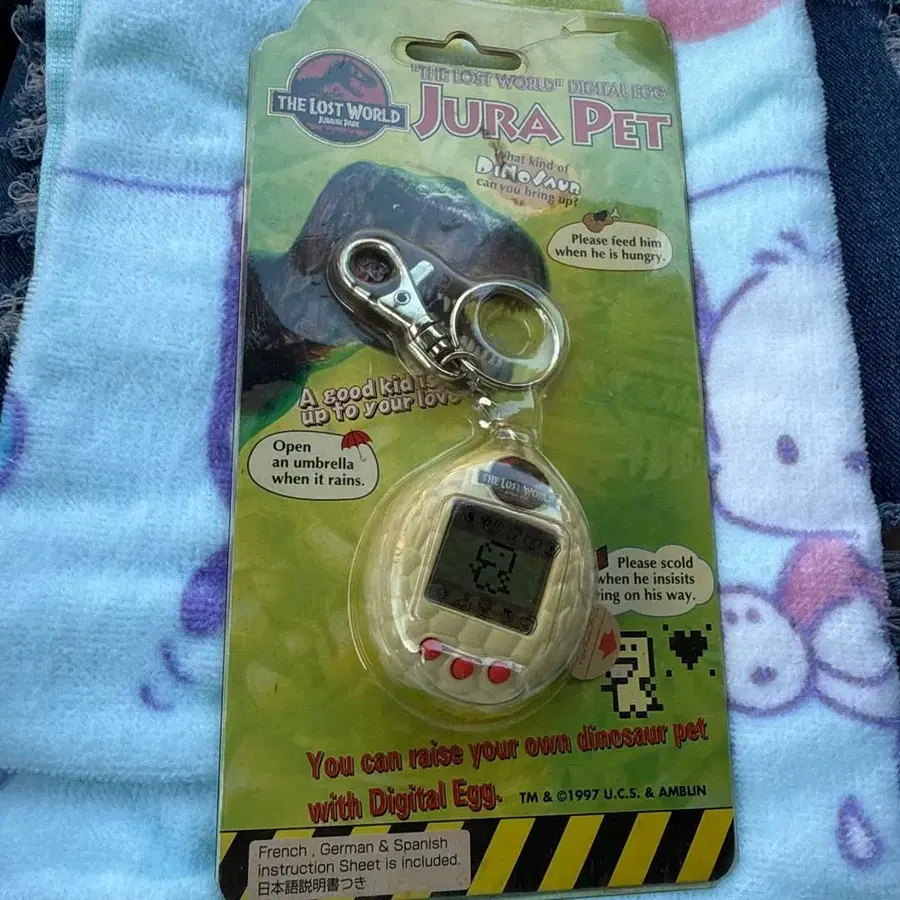 THE LOST WORLD
JURASSIC PARK
"THE LOST WORLD" DIGITAL EGG
JURA PET
What kind of
DINOSAUR
can you bring up?
Please feed him
when he is hungry.
A good kid is
up to your love
Open
an umbrella
when it rains.
THE LOST WORLD
Please scold
when he insisits
ing on his way.
You can raise your own dinosaur pet
with Digital Egg.
TM & ©1997 U.C.S. & AMBLIN
French , German & Spanish
instruction Sheet is included.
日本語説明書つき